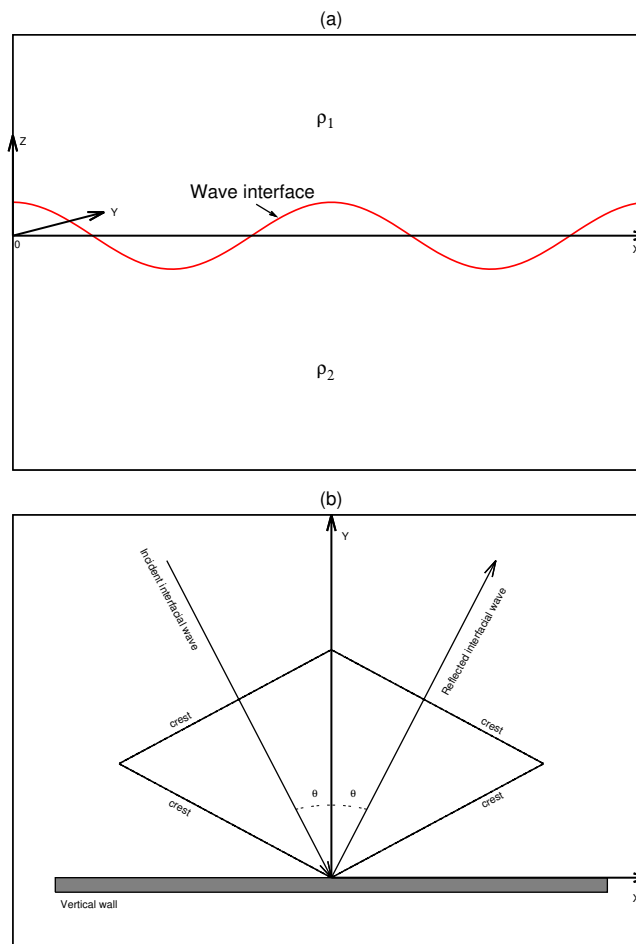 (a)
ρ1
Z
Wave interface
Y
0
X
ρ2
(b)
Y
Incident interfacial wave
Reflected interfacial wave
crest
crest
θ
θ
crest
crest
X
Vertical wall